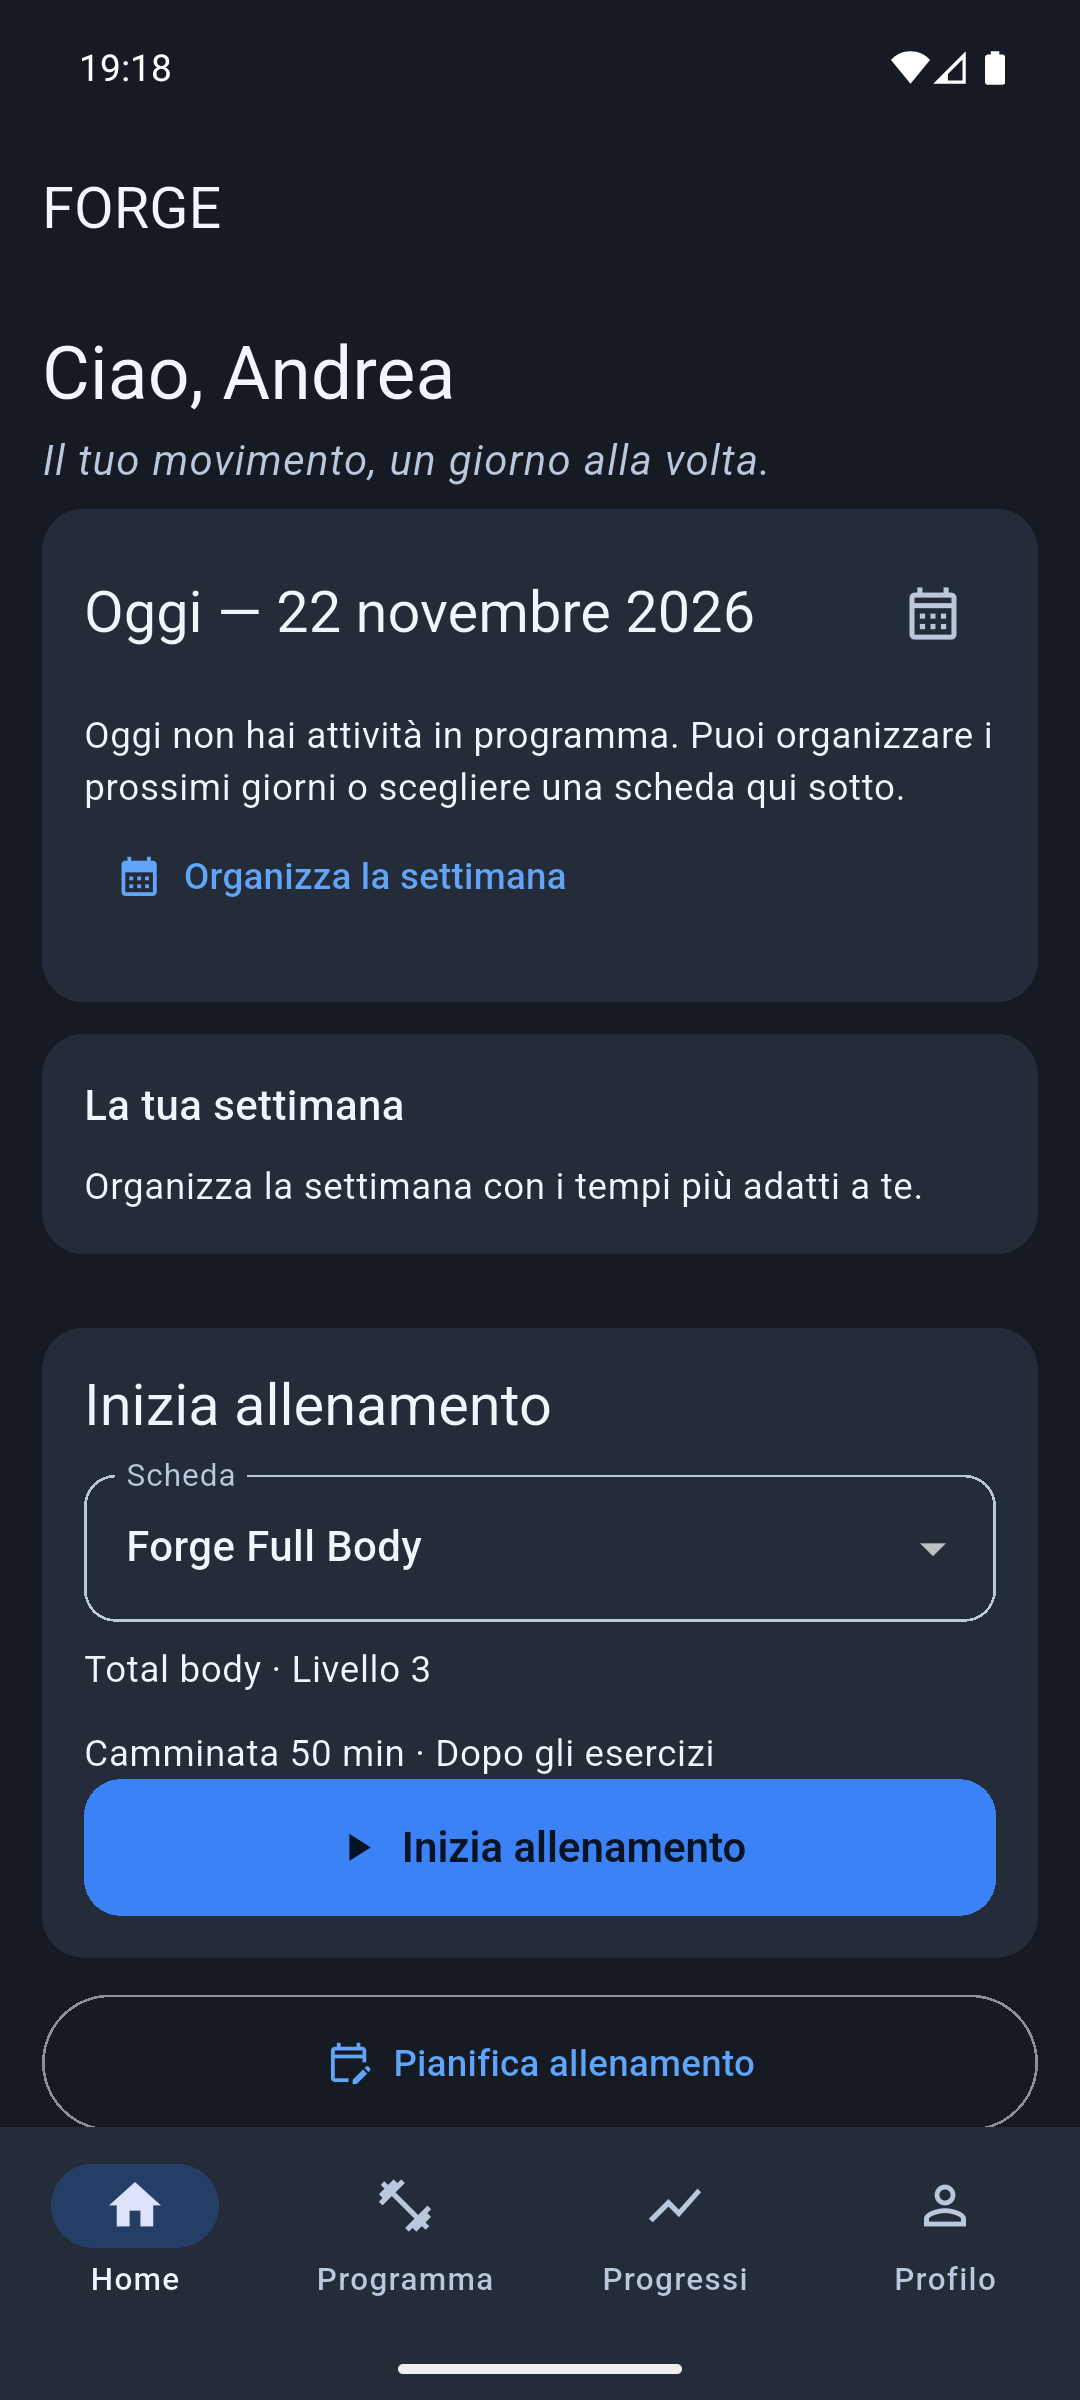 19:18
FORGE
Ciao, Andrea
Il tuo movimento, un giorno alla volta.
Oggi — 22 novembre 2026
Oggi non hai attività in programma. Puoi organizzare i
prossimi giorni o scegliere una scheda qui sotto.
Organizza la settimana
La tua settimana
Organizza la settimana con i tempi più adatti a te.
Inizia allenamento
Scheda
Forge Full Body
Total body · Livello 3
Camminata 50 min · Dopo gli esercizi
Inizia allenamento
Pianifica allenamento
Home
Programma
Progressi
Profilo